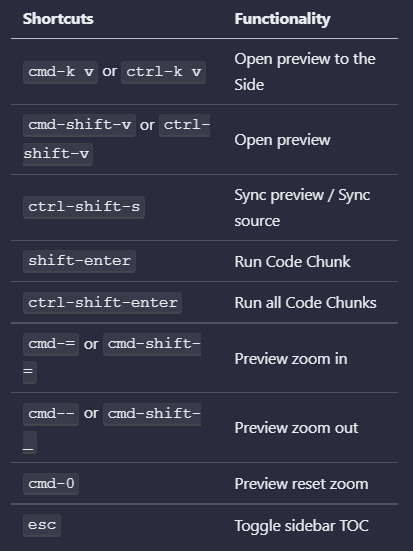 Shortcuts Functionality
cmd-k v or ctrl-k v Open preview to the
Side
cmd-shift-v or ctrl-
shift-v Open preview
ctrl-shift-s Sync preview / Sync
source
shift-enter Run Code Chunk
ctrl-shift-enter Run all Code Chunks
cmd-= or cmd-shift-
= Preview zoom in
cmd-- or cmd-shift-
_ Preview zoom out
cmd-0 Preview reset zoom
esc Toggle sidebar TOC